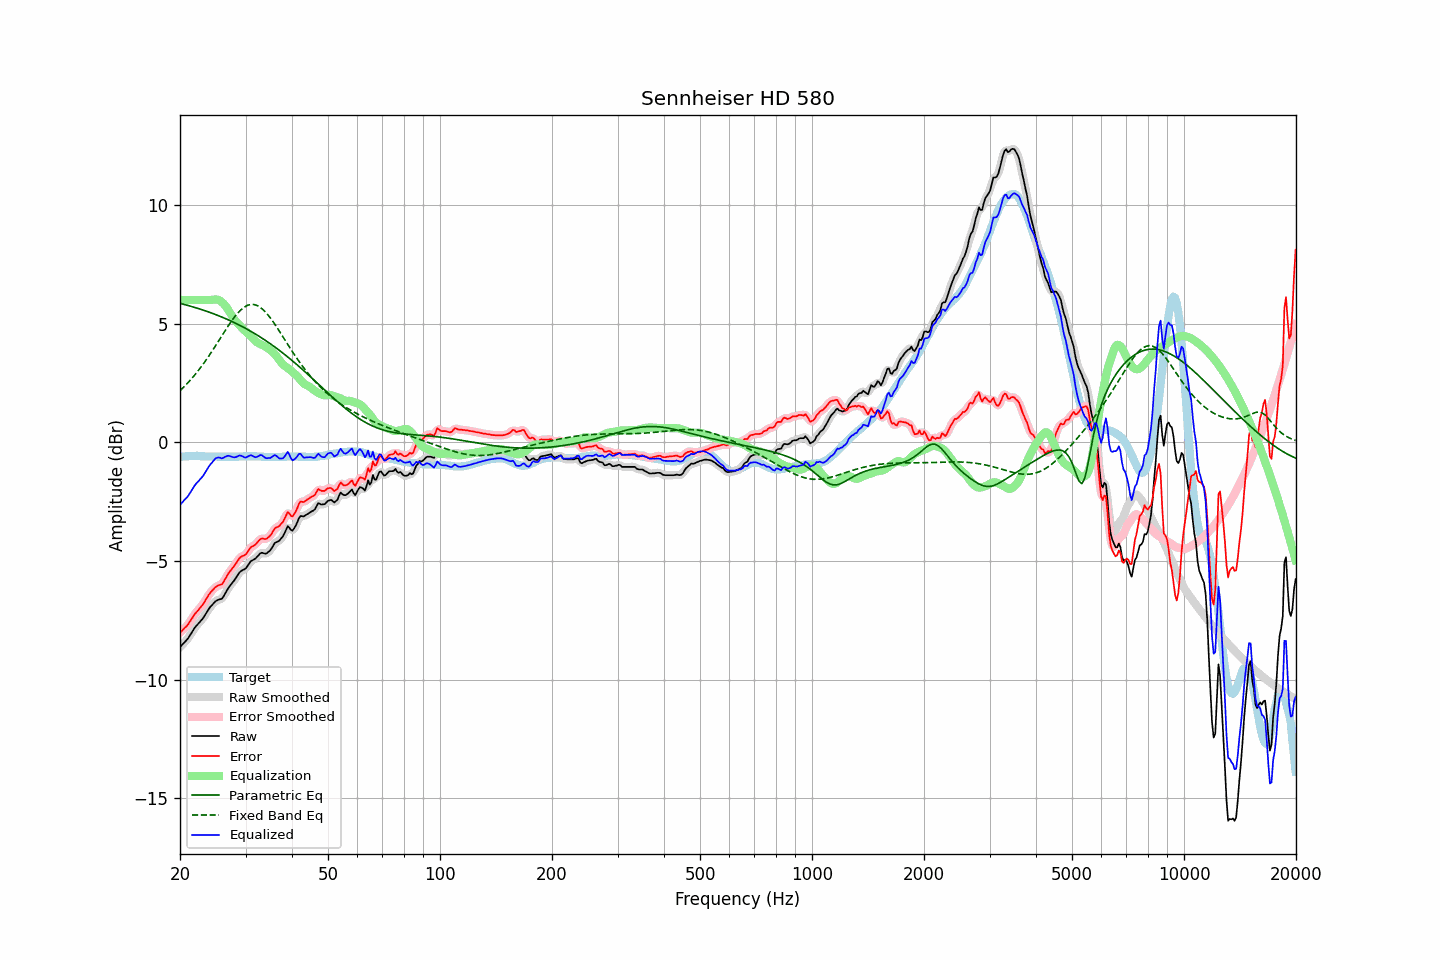 Sennheiser HD 580
Amplitude (dBr)
10
5
0
−5
−10
−15
Target
Raw Smoothed
Error Smoothed
Raw
Error
Equalization
Parametric Eq
Fixed Band Eq
Equalized
20 50 100 200 500 1000 2000 5000 10000 20000
Frequency (Hz)